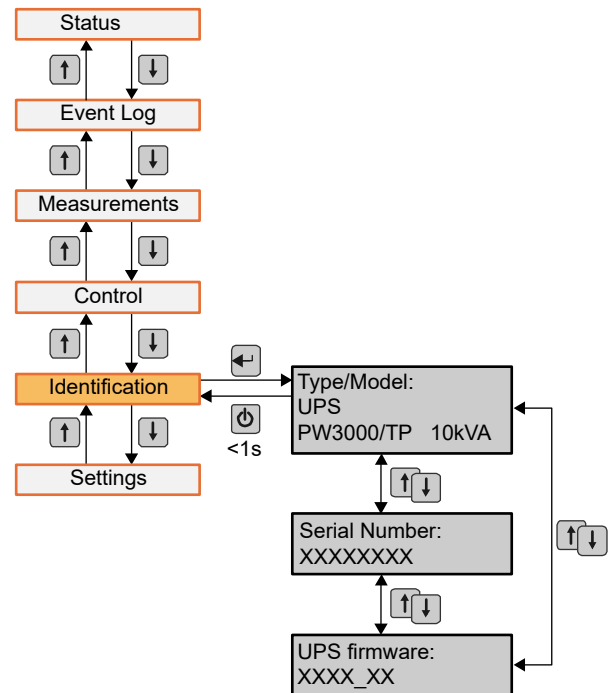 Status
Event Log
Measurements
Control
Identification
Settings
<1s
Type/Model:
UPS
PW3000/TP 10kVA
Serial Number:
XXXXXXXX
UPS firmware:
XXXX_XX